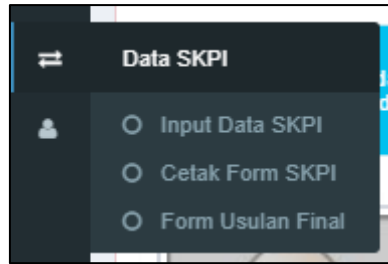 Data SKPI
Input Data SKPI
Cetak Form SKPI
Form Usulan Final